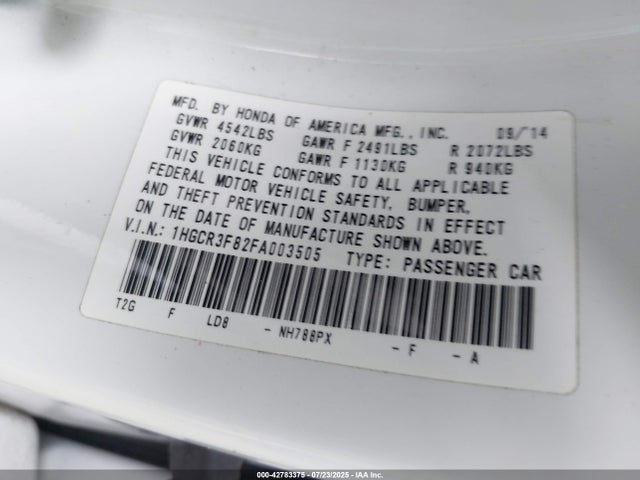 MFD. BY HONDA OF AMERICA MFG., INC. 09/'14
GVWR 4542LBS GAWR F 2491LBS R 2072LBS
GVWR 2060KG GAWR F 1130KG R 940KG
THIS VEHICLE CONFORMS TO ALL APPLICABLE
FEDERAL MOTOR VEHICLE SAFETY, BUMPER,
AND THEFT PREVENTION STANDARDS IN EFFECT
ON THE DATE OF MANUFACTURE SHOWN ABOVE.
V.I.N.: 1HGCR3F82FA003505 TYPE: PASSENGER CAR
T2G F LD8 - NH788PX - F - A
000-42783375 - 07/23/2025 - IAA Inc.